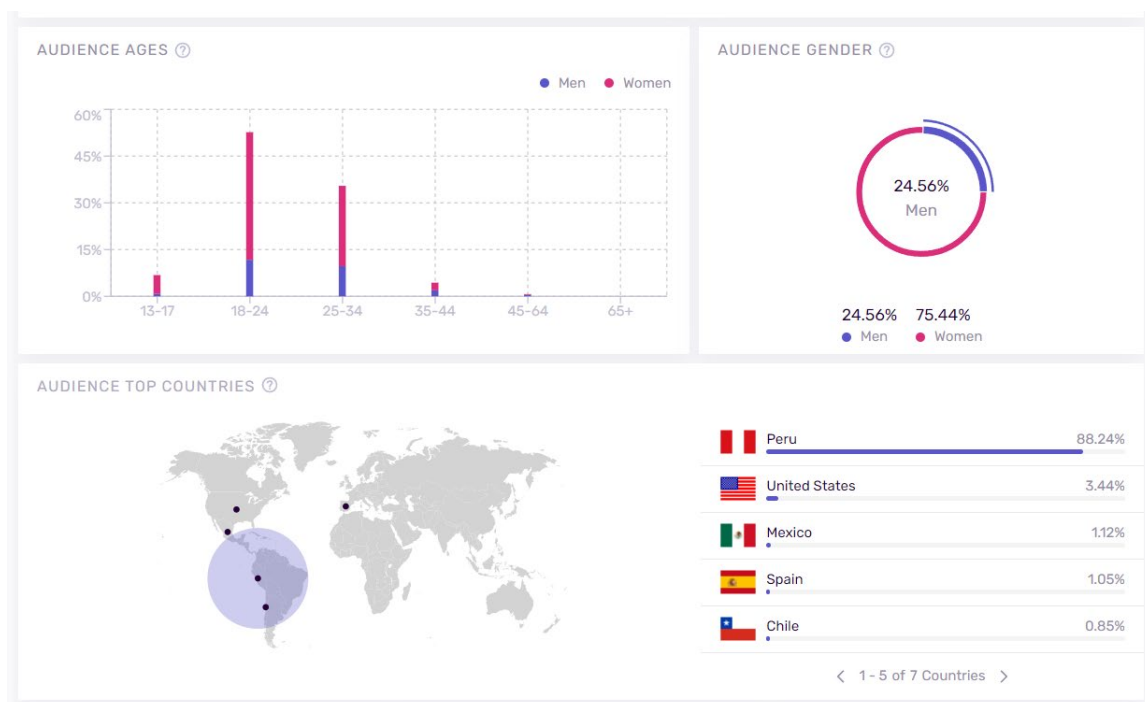 AUDIENCE AGES ?
Men Women
60%
45%
30%
15%
0%
13-17 18-24 25-34 35-44 45-64 65+
AUDIENCE GENDER ?
24.56%
Men
24.56% 75.44%
Men Women
AUDIENCE TOP COUNTRIES ?
Peru 88.24%
United States 3.44%
Mexico 1.12%
Spain 1.05%
Chile 0.85%
< 1 - 5 of 7 Countries >